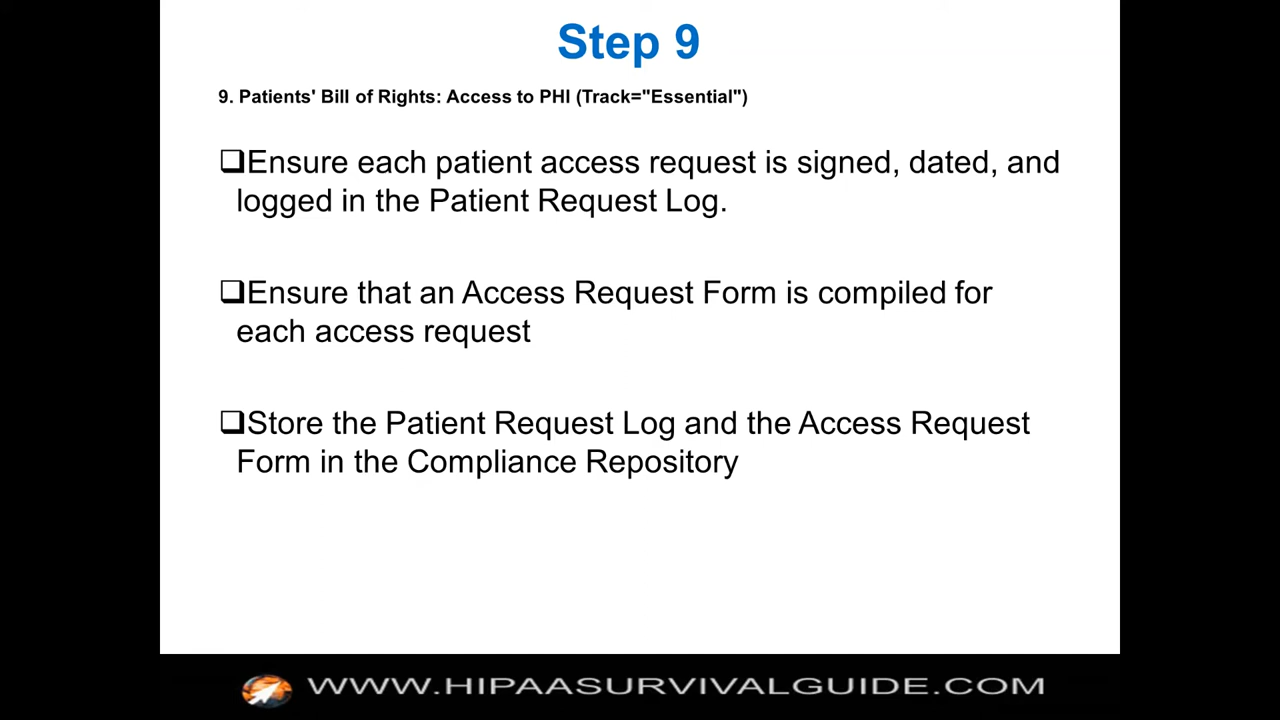 Step 9
9. Patients' Bill of Rights: Access to PHI (Track="Essential")
❑Ensure each patient access request is signed, dated, and
logged in the Patient Request Log.
❑Ensure that an Access Request Form is compiled for
each access request
❑Store the Patient Request Log and the Access Request
Form in the Compliance Repository
WWW.HIPAASURVIVALGUIDE.COM